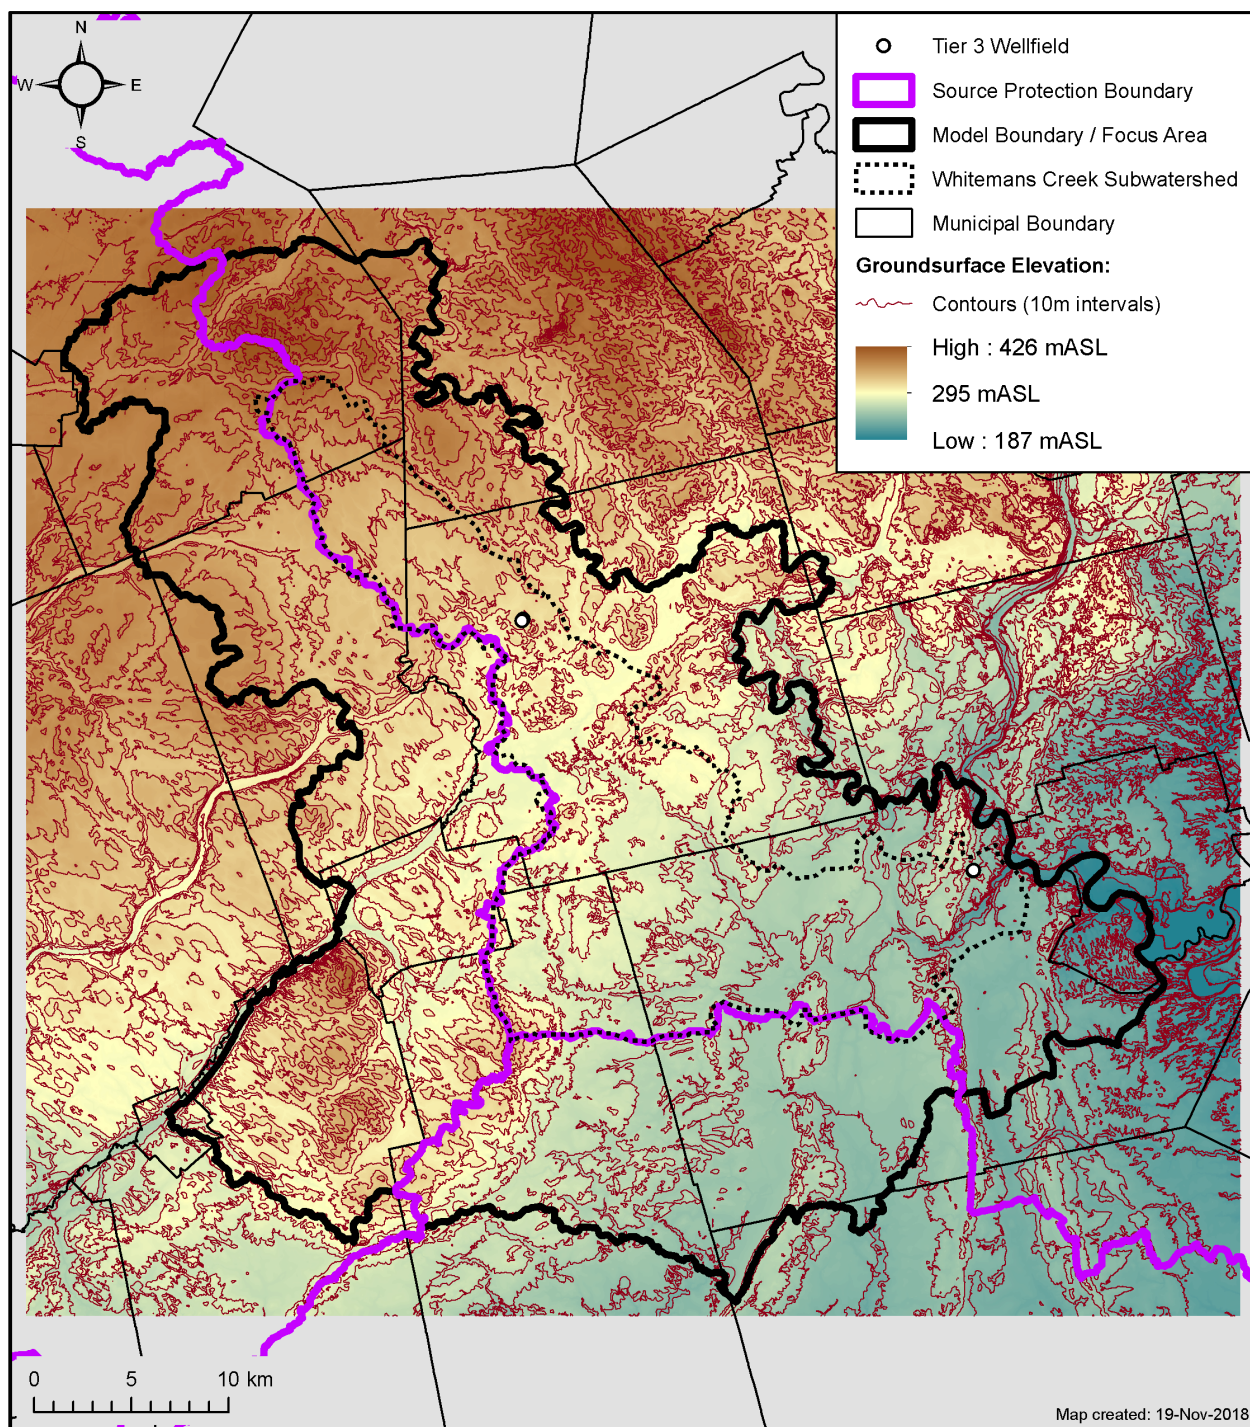 N
W E
S
Tier 3 Wellfield
Source Protection Boundary
Model Boundary / Focus Area
Whitemans Creek Subwatershed
Municipal Boundary
Groundsurface Elevation:
Contours (10m intervals)
High : 426 mASL
295 mASL
Low : 187 mASL
0 5 10 km
Map created: 19-Nov-2018